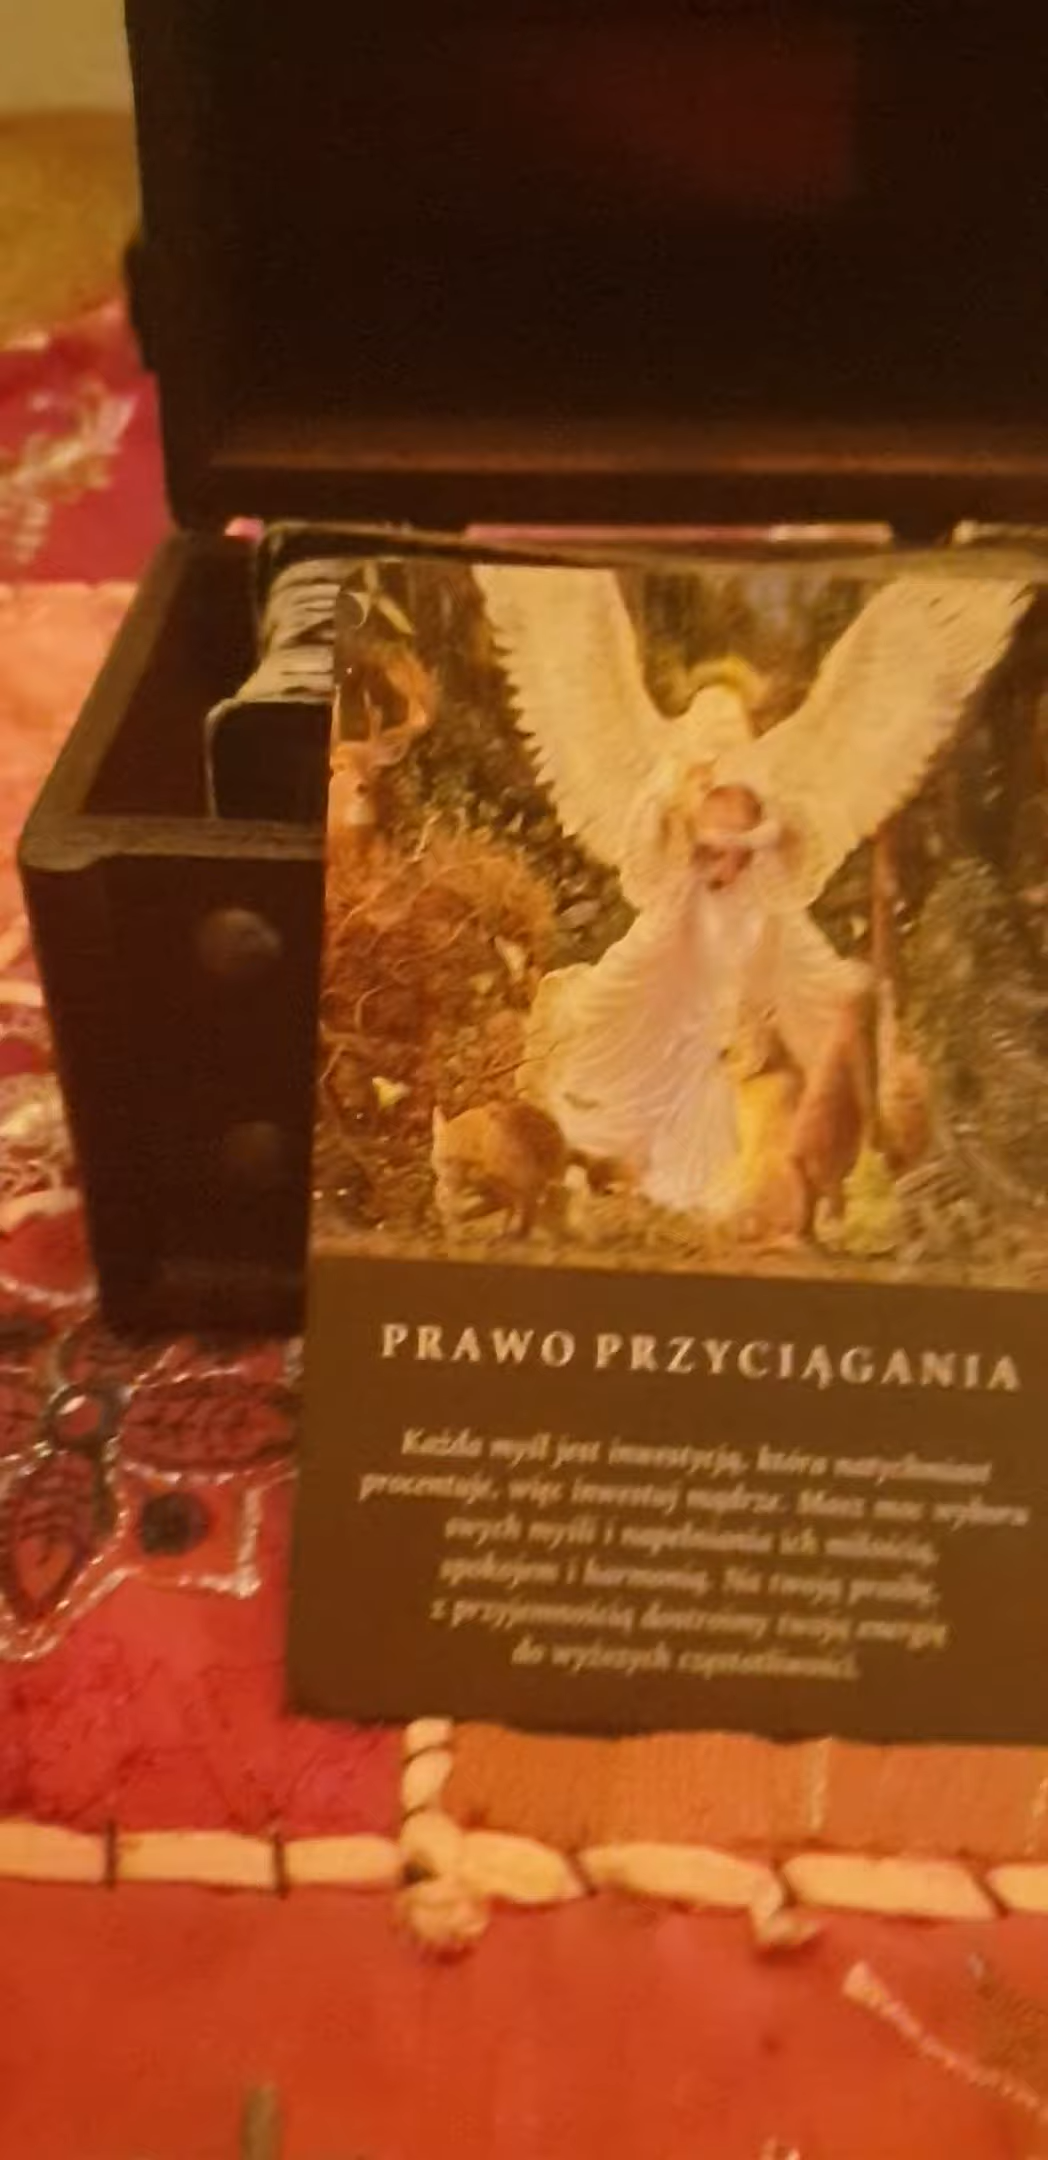 PRAWO PRZYCIĄGANIA
Każda myśl jest inwestycją, która natychmiast
procentuje, więc inwestuj mądrze. Masz moc wyboru
swych myśli i napełniania ich miłością,
spokojem i harmonią. Na twoją prośbę,
z przyjemnością dostroimy twoją energię
do wyższych częstotliwości.